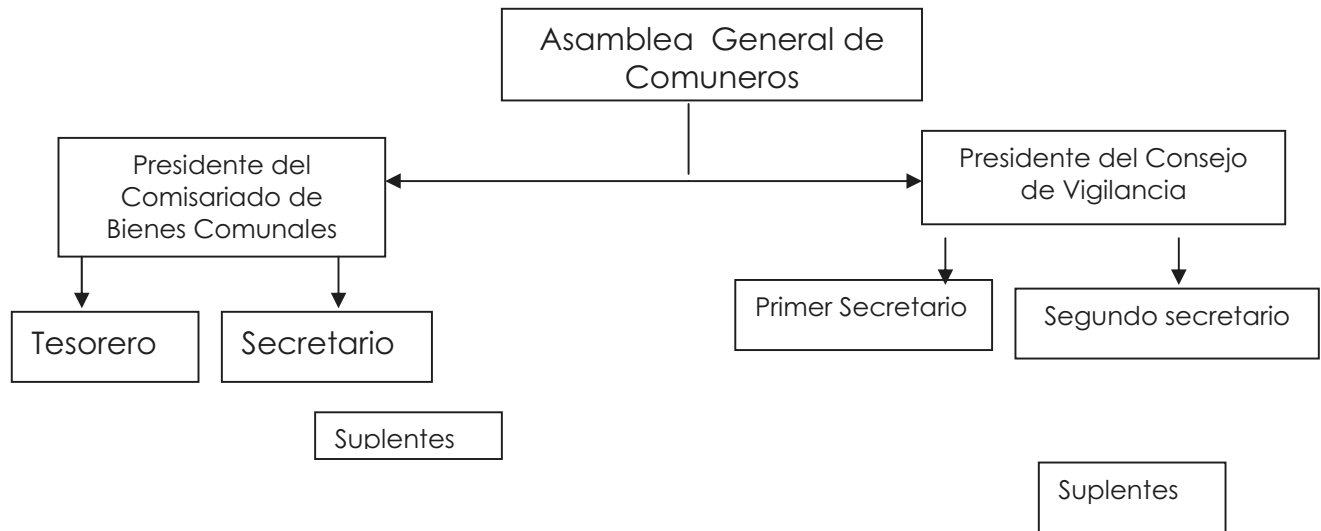 Asamblea General de
Comuneros
Presidente del
Comisariado de
Bienes Comunales
Presidente del Consejo
de Vigilancia
Tesorero
Secretario
Primer Secretario
Segundo secretario
Suplentes
Suplentes